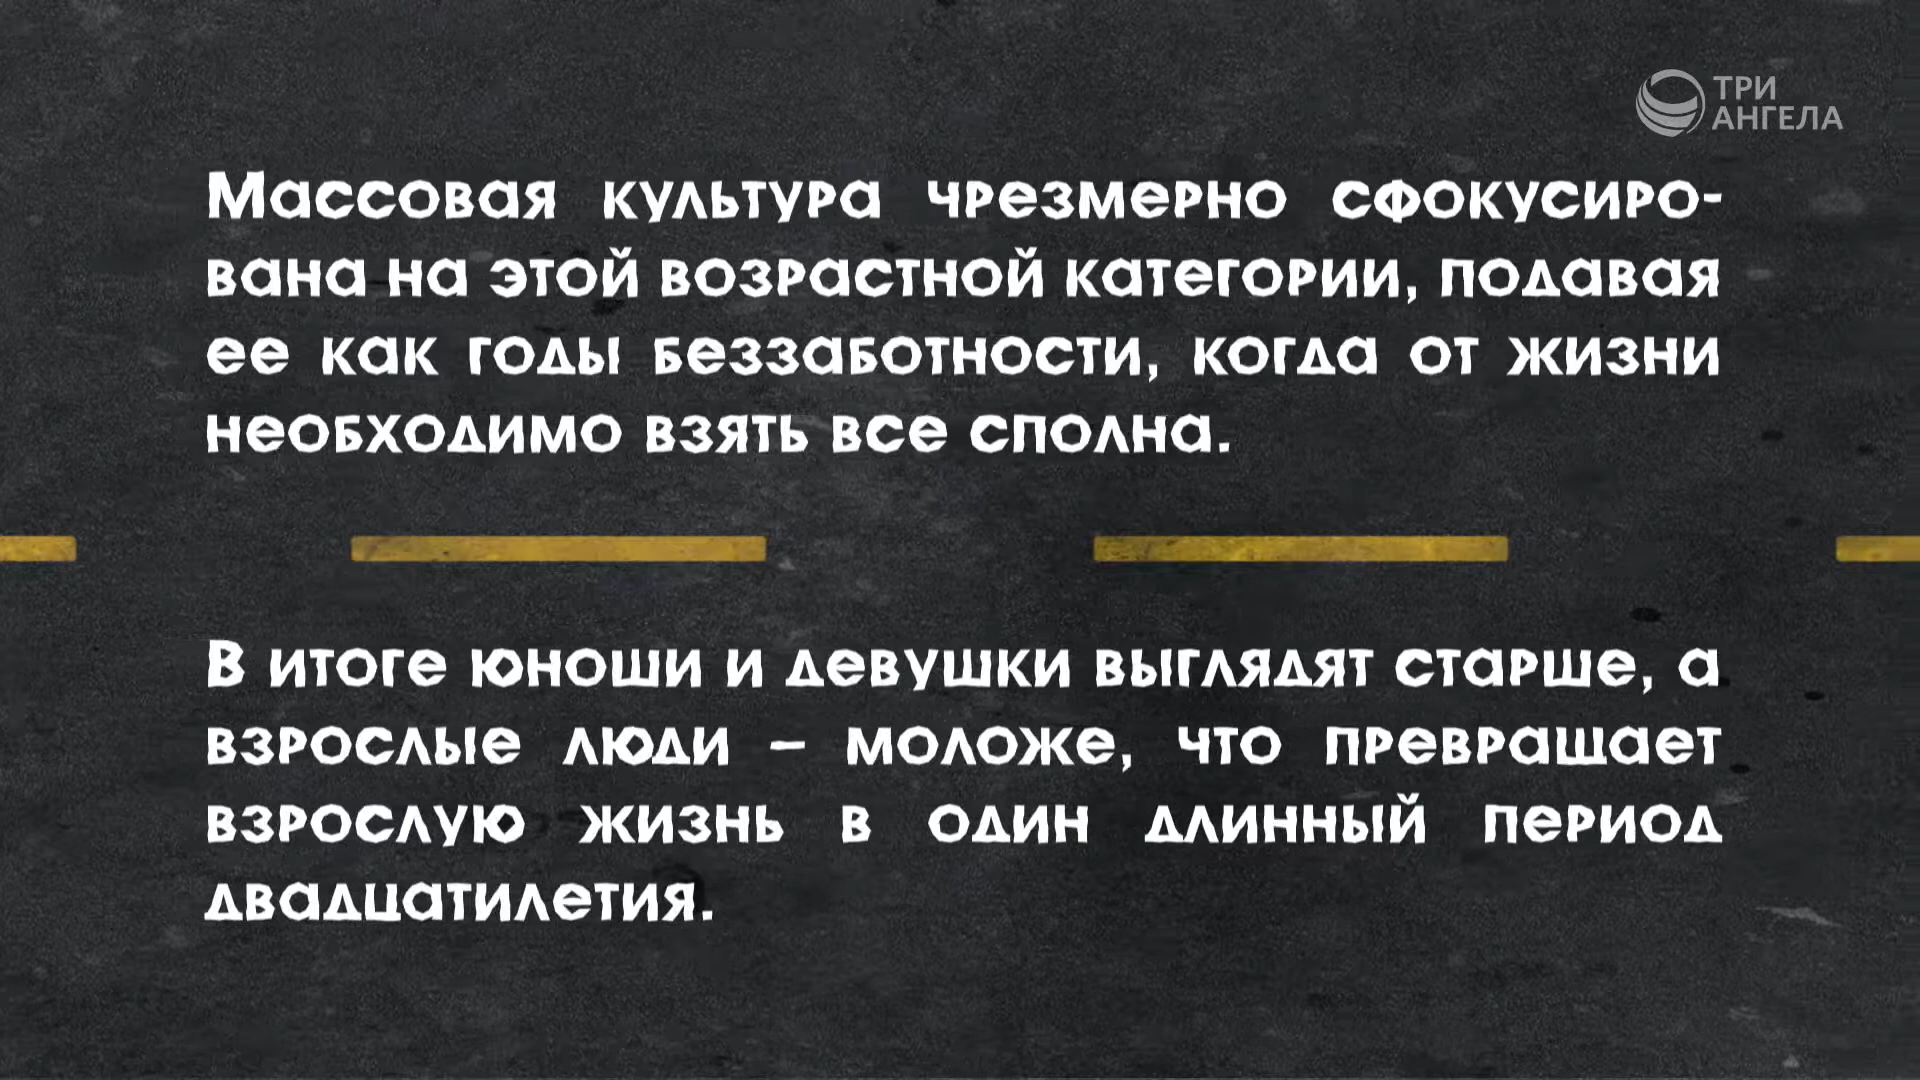 ТРИ
АНГЕЛА
Массовая культура чрезмерно сфокусиро-
вана на этой возрастной категории, подавая
ее как годы беззаботности, когда от жизни
необходимо взять все сполна.
В итоге юноши и девушки выглядят старше, а
взрослые люди – моложе, что превращает
взрослую жизнь в один длинный период
двадцатилетия.